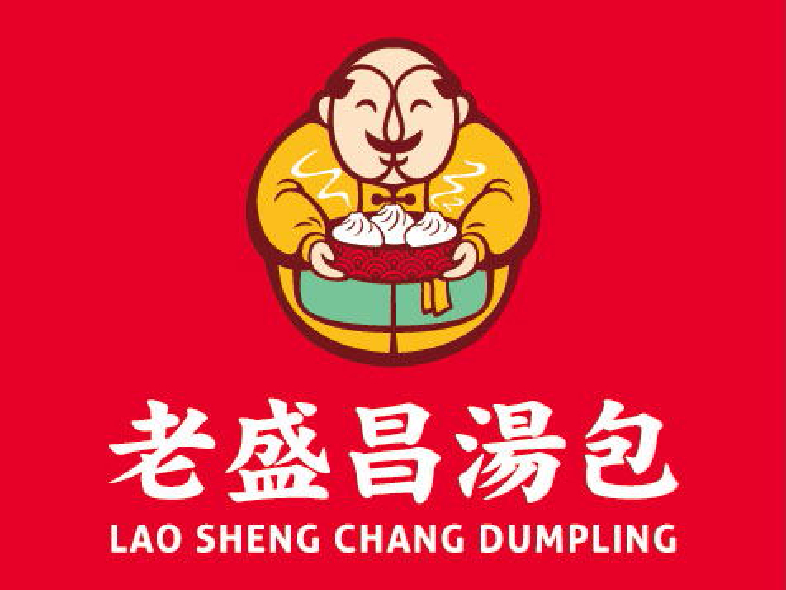 老盛昌湯包
LAO SHENG CHANG DUMPLING